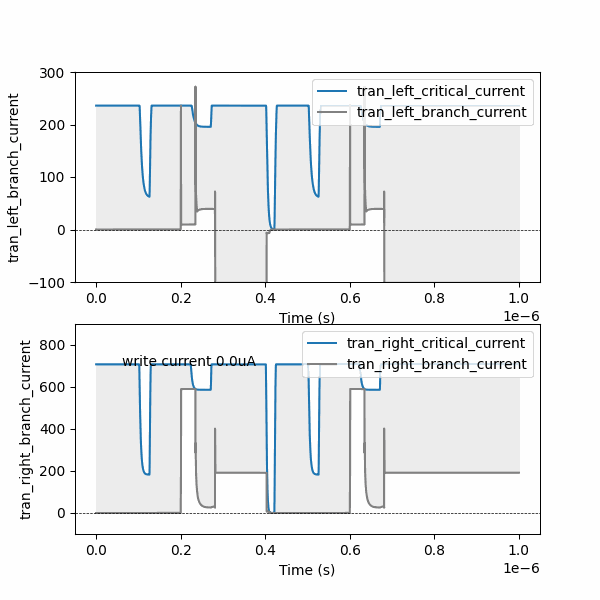 300
200
100
0
−100
tran_left_branch_current
tran_left_critical_current
tran_left_branch_current
0.0 0.2 0.4 0.6 0.8 1.0
Time (s)
1e−6
800
600
400
200
0
tran_right_branch_current
write current 0.0uA
tran_right_critical_current
tran_right_branch_current
0.0 0.2 0.4 0.6 0.8 1.0
Time (s)
1e−6